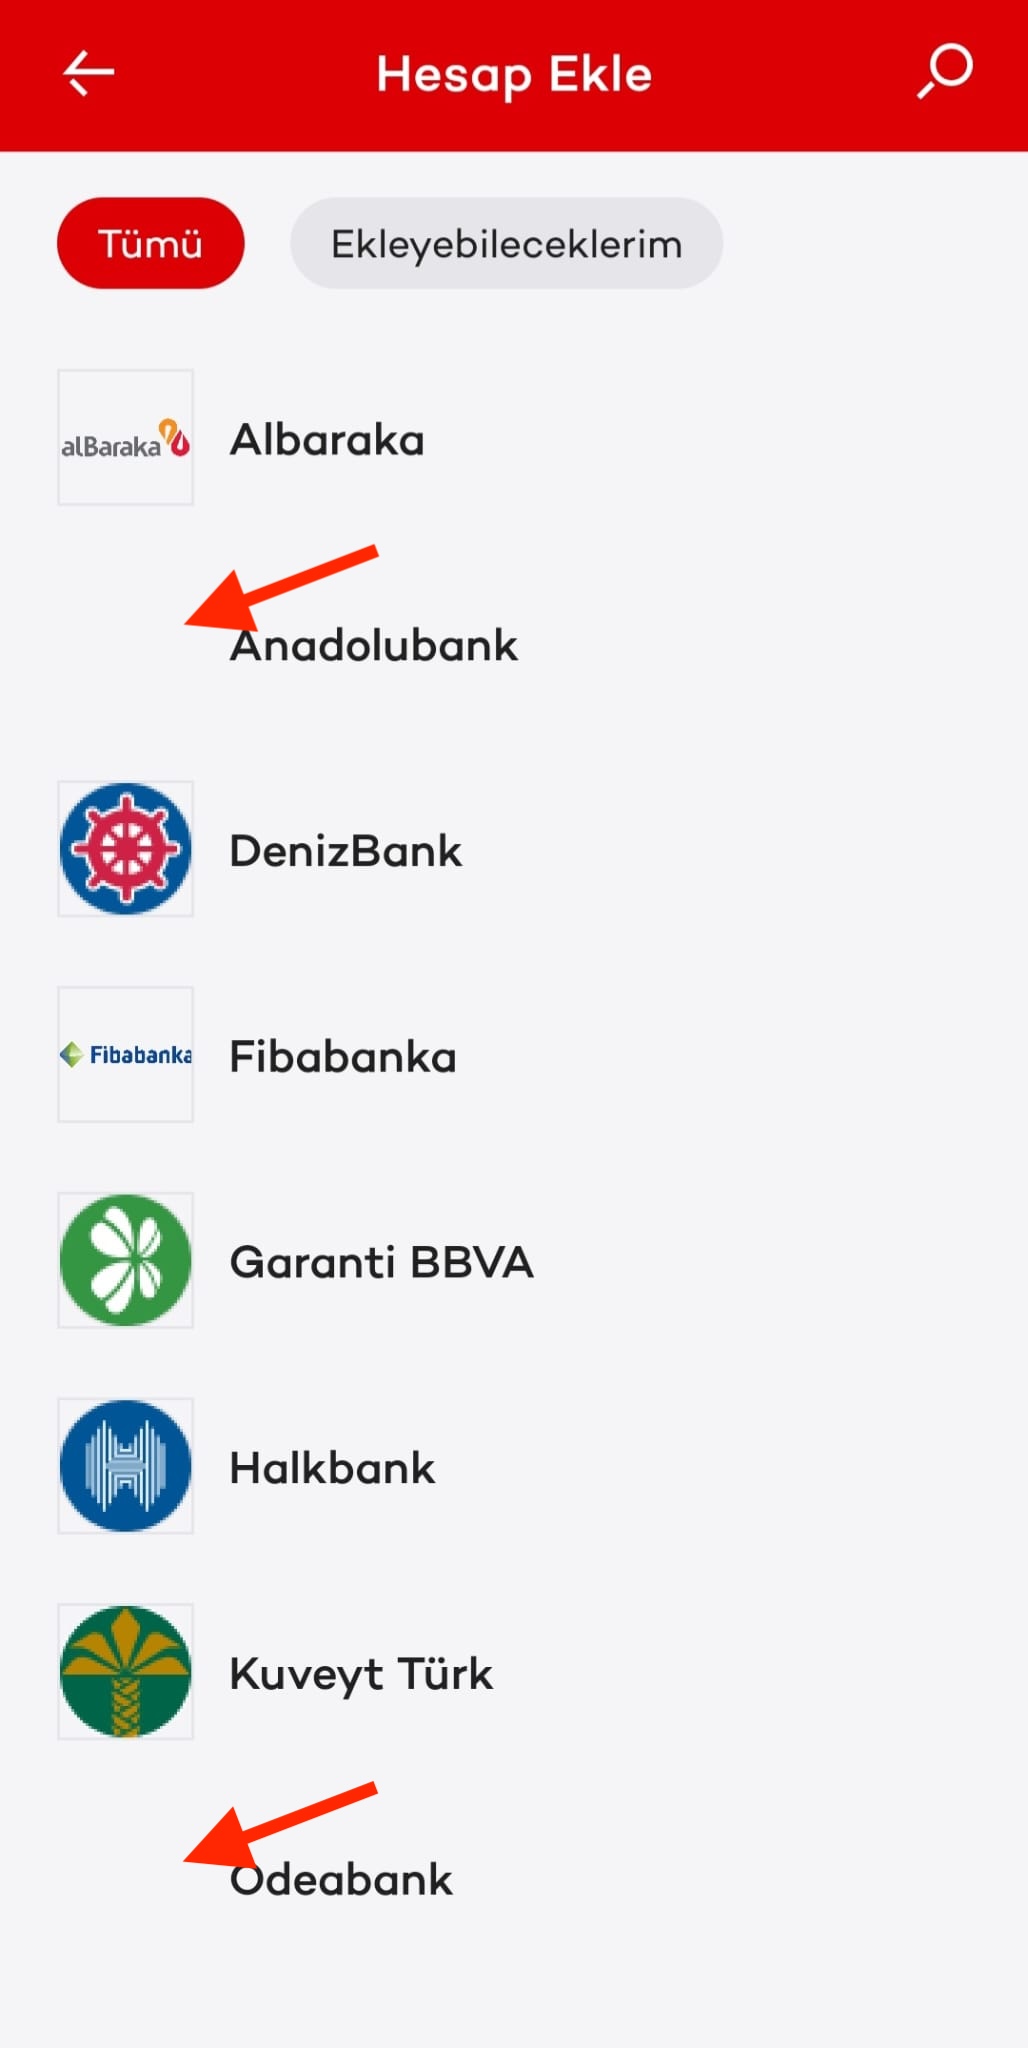 Hesap Ekle
Tümü
Ekleyebileceklerim
alBaraka
Albaraka
Anadolubank
DenizBank
Fibabanka
Fibabanka
Garanti BBVA
Halkbank
Kuveyt Türk
Odeabank